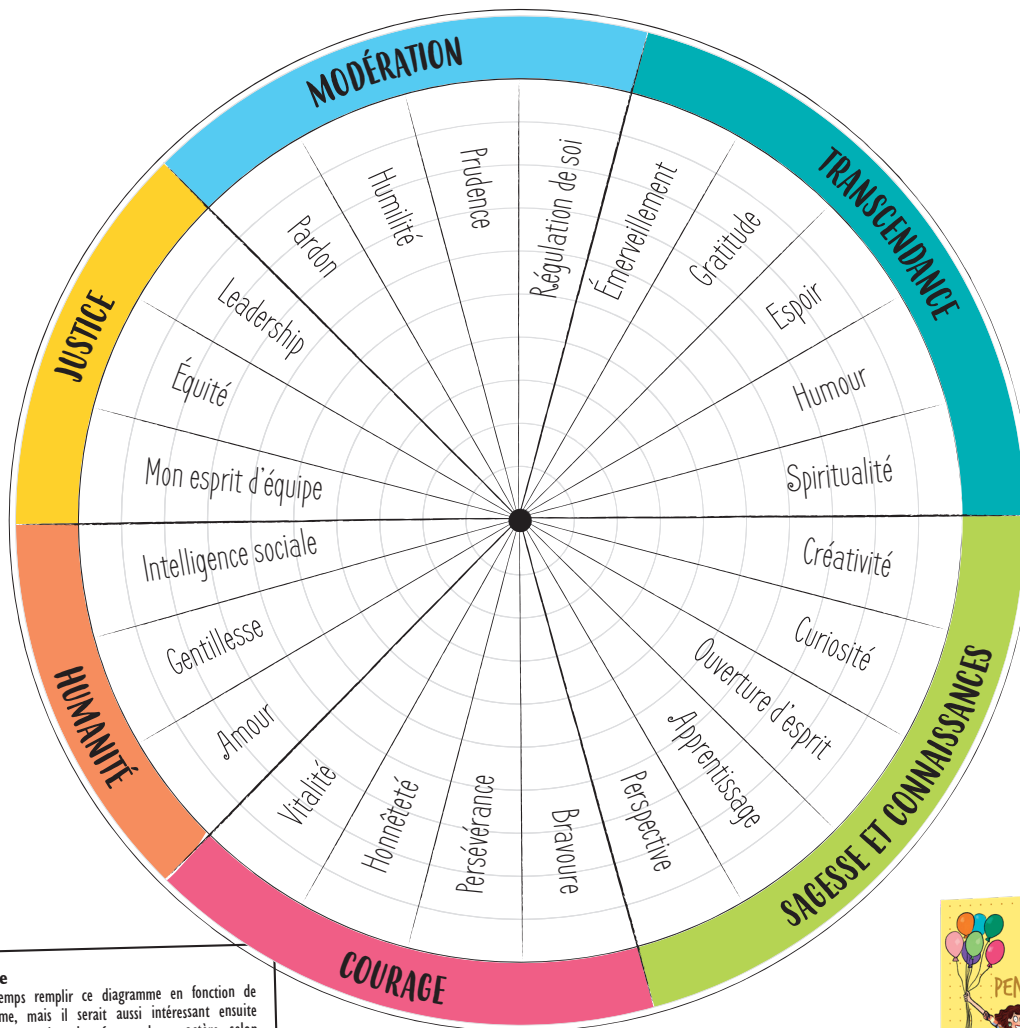 MODÉRATION
TRANSCENDANCE
JUSTICE
HUMANITÉ
COURAGE
SAGESSE ET CONNAISSANCES
Pardon
Humilité
Prudence
Régulation de soi
Émerveillement
Gratitude
Espoir
Humour
Spiritualité
Créativité
Curiosité
Ouverture d'esprit
Apprentissage
Perspective
Bravoure
Persévérance
Honnêteté
Vitalité
Amour
Gentillesse
Intelligence sociale
Mon esprit d'équipe
Équité
Leadership
remplir ce diagramme en fonction de
mais il serait aussi intéressant ensuite